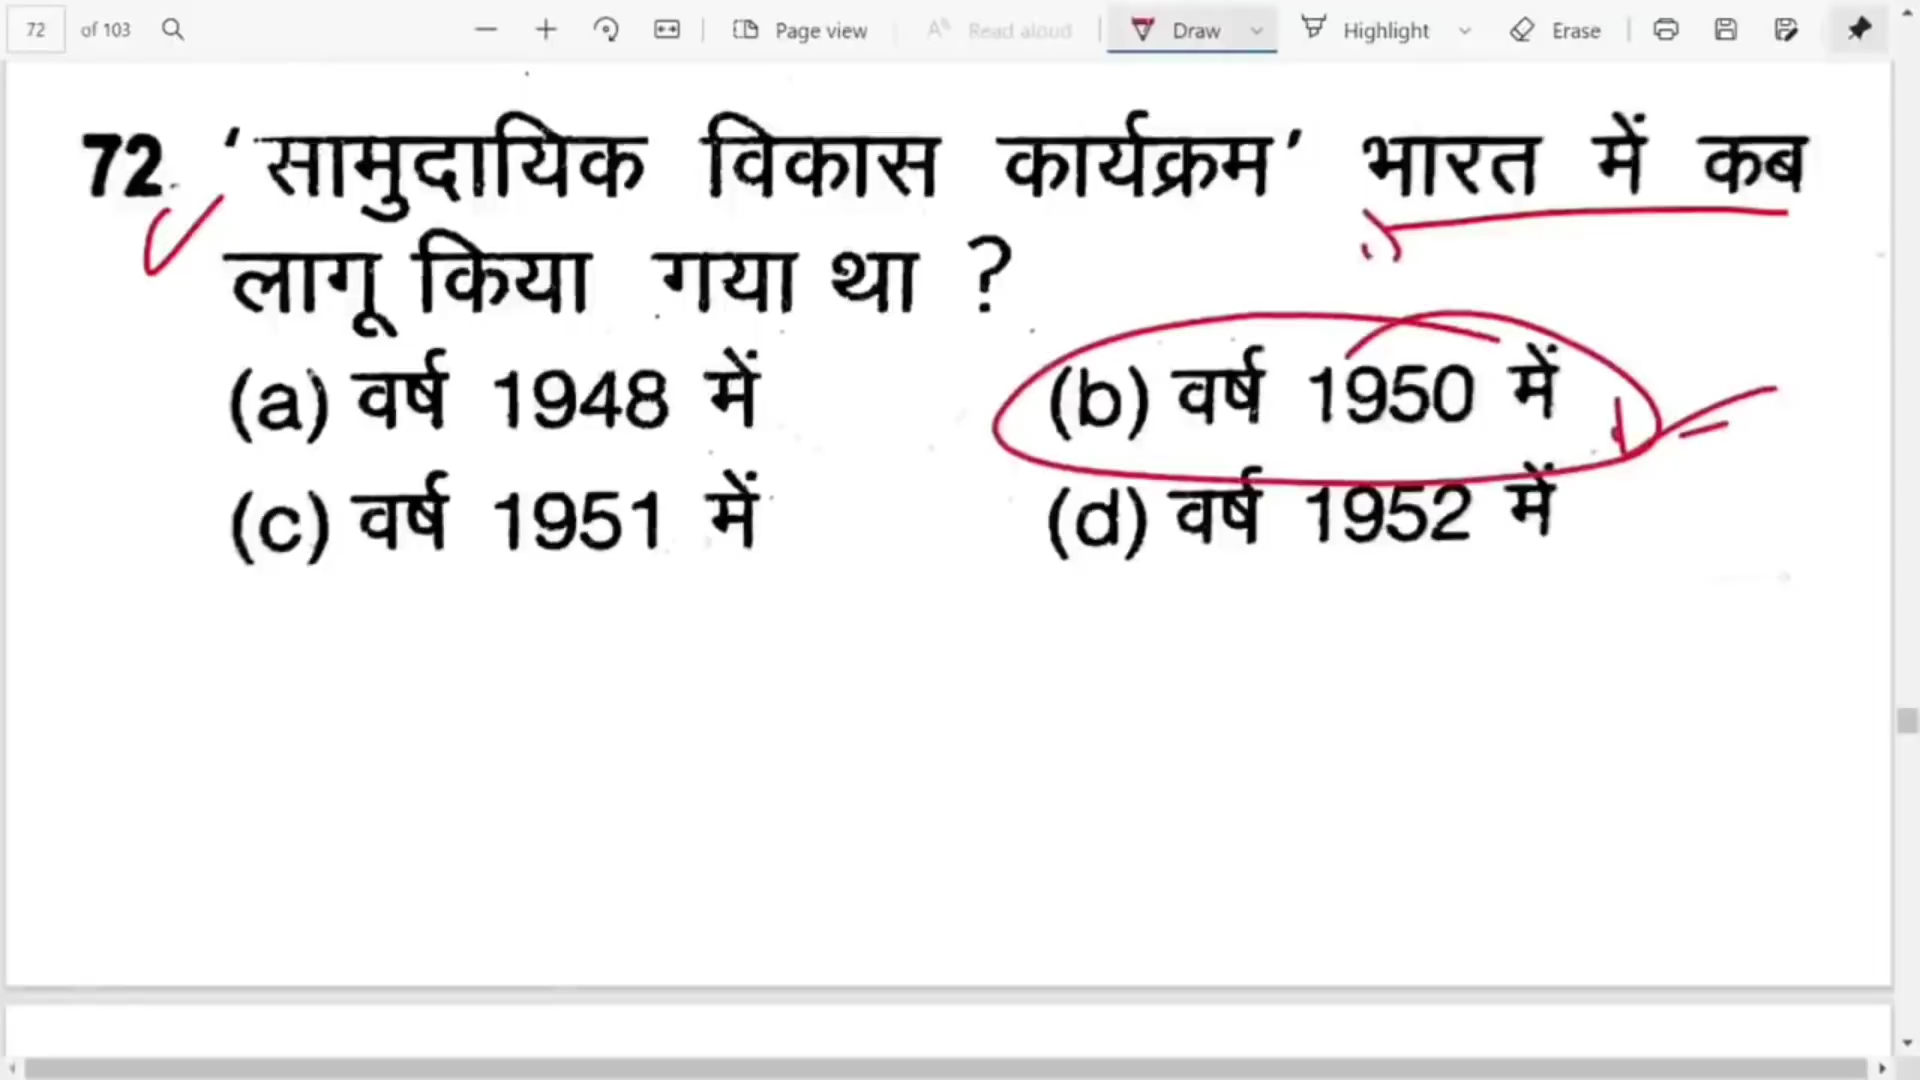 72 of 103 Page view Read aloud Draw Highlight Erase
72. 'सामुदायिक विकास कार्यक्रम' भारत में कब
लागू किया गया था ?
(a) वर्ष 1948 में (b) वर्ष 1950 में
(c) वर्ष 1951 में (d) वर्ष 1952 में